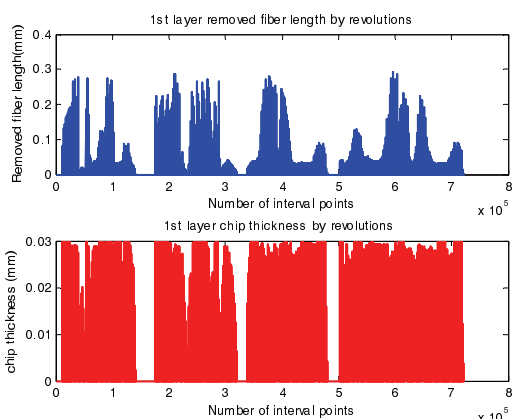 1st layer removed fiber length by revolutions
Removed fiber length(mm)
0.4
0.3
0.2
0.1
0
0 1 2 3 4 5 6 7 8
Number of interval points
x 10^5
1st layer chip thickness by revolutions
chip thickness (mm)
0.03
0.02
0.01
0
0 1 2 3 4 5 6 7 8
Number of interval points
x 10^5